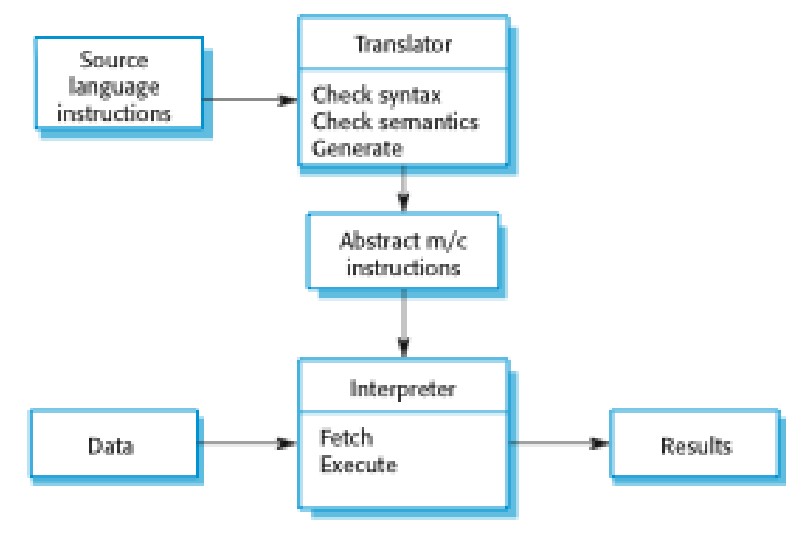 Source
language
instructions
Translator
Check syntax
Check semantics
Generate
Abstract m/c
instructions
Interpreter
Fetch
Execute
Data
Results